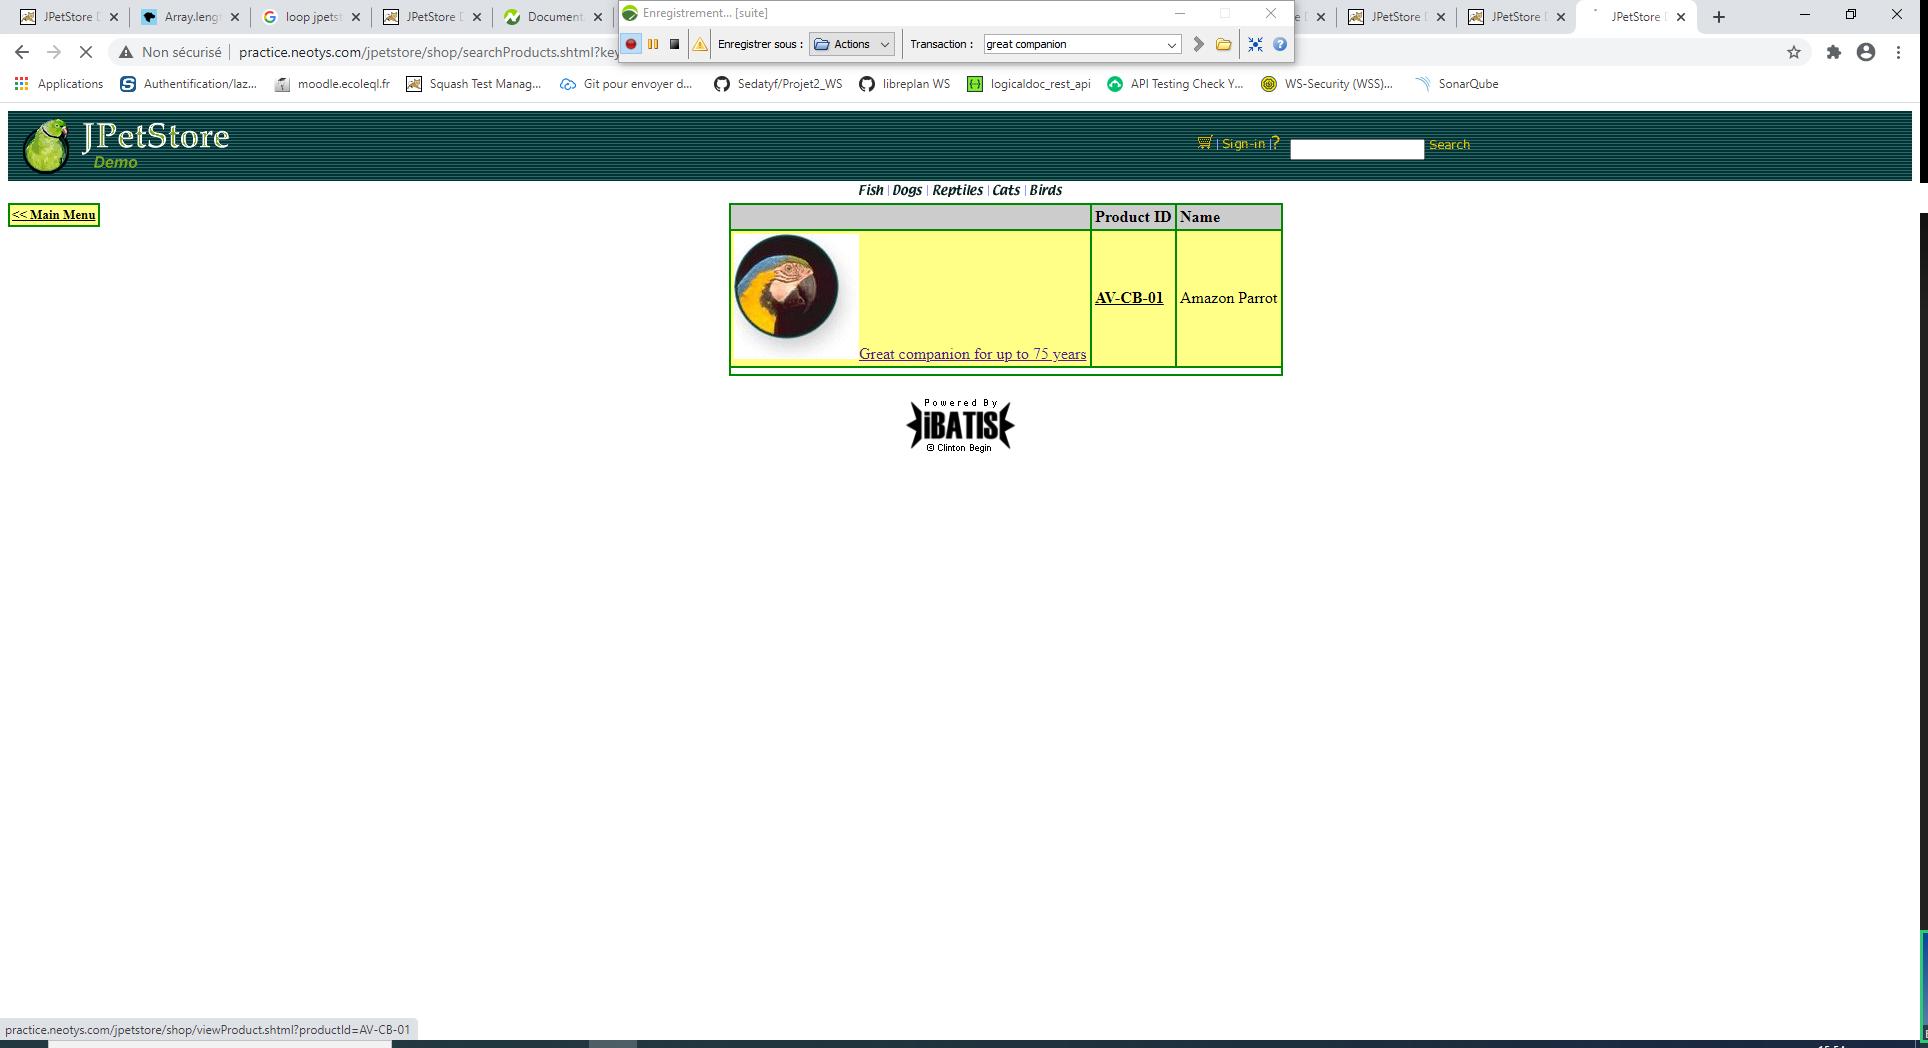 JPetStore D
Array.leng
loop jpetst
JPetStore D
Document.
Enregistrement... [suite]
JPetStore D
JPetStore D
JPetStore D
Enregistrer sous :
Actions
Transaction :
great companion
Non sécurisé
practice.neotys.com/jpetstore/shop/searchProducts.shtml?key
Applications
Authentification/laz...
moodle.ecoleql.fr
Squash Test Manag...
Git pour envoyer d...
Sedatyf/Projet2_WS
libreplan WS
logicaldoc_rest_api
API Testing Check Y...
WS-Security (WSS)...
SonarQube
JPetStore
Demo
| Sign-in | ?
Search
Fish | Dogs | Reptiles | Cats | Birds
<< Main Menu
Product ID
Name
Great companion for up to 75 years
AV-CB-01
Amazon Parrot
Powered By
iBATIS
© Clinton Begin
practice.neotys.com/jpetstore/shop/viewProduct.shtml?productId=AV-CB-01